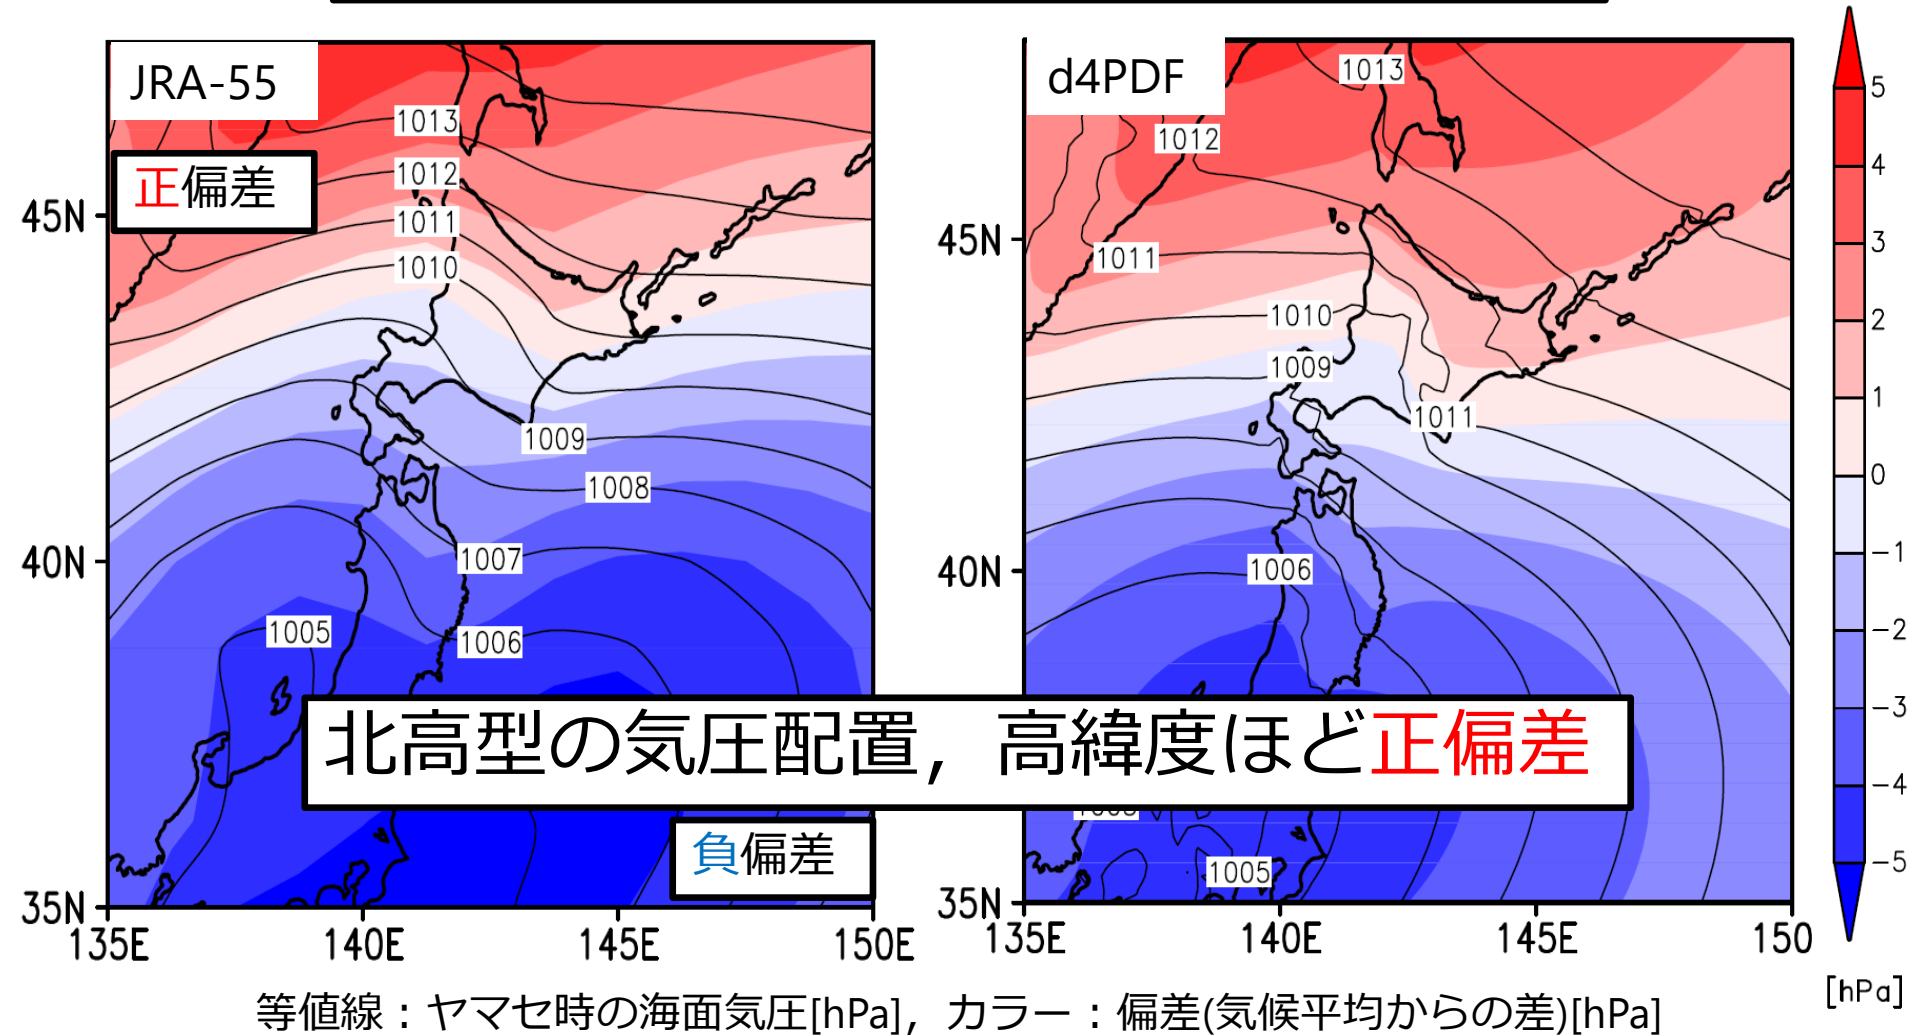 JRA-55
d4PDF
正偏差
1013
1012
1011
1010
1009
1008
1007
1006
1005
1013
1012
1011
1010
1009
1011
1006
1005
45N
40N
35N
135E
140E
145E
150E
45N
40N
35N
135E
140E
145E
150
5
4
3
2
1
0
-1
-2
-3
-4
-5
[hPa]
北高型の気圧配置，高緯度ほど正偏差
負偏差
等値線：ヤマセ時の海面気圧[hPa]，カラー：偏差(気候平均からの差)[hPa]